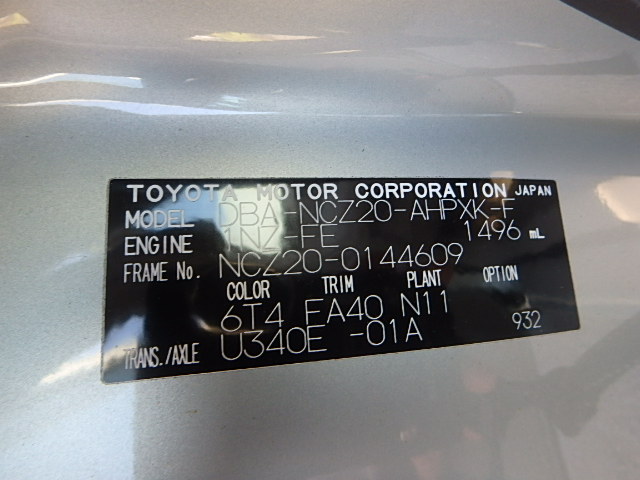 TOYOTA MOTOR CORPORATION JAPAN
MODEL DBA-NCZ20-AHPXK-F
ENGINE 1NZ-FE 1496 mL
FRAME No. NCZ20-0144609
COLOR TRIM PLANT OPTION
6T4 FA40 N11
TRANS./AXLE U340E -01A 932